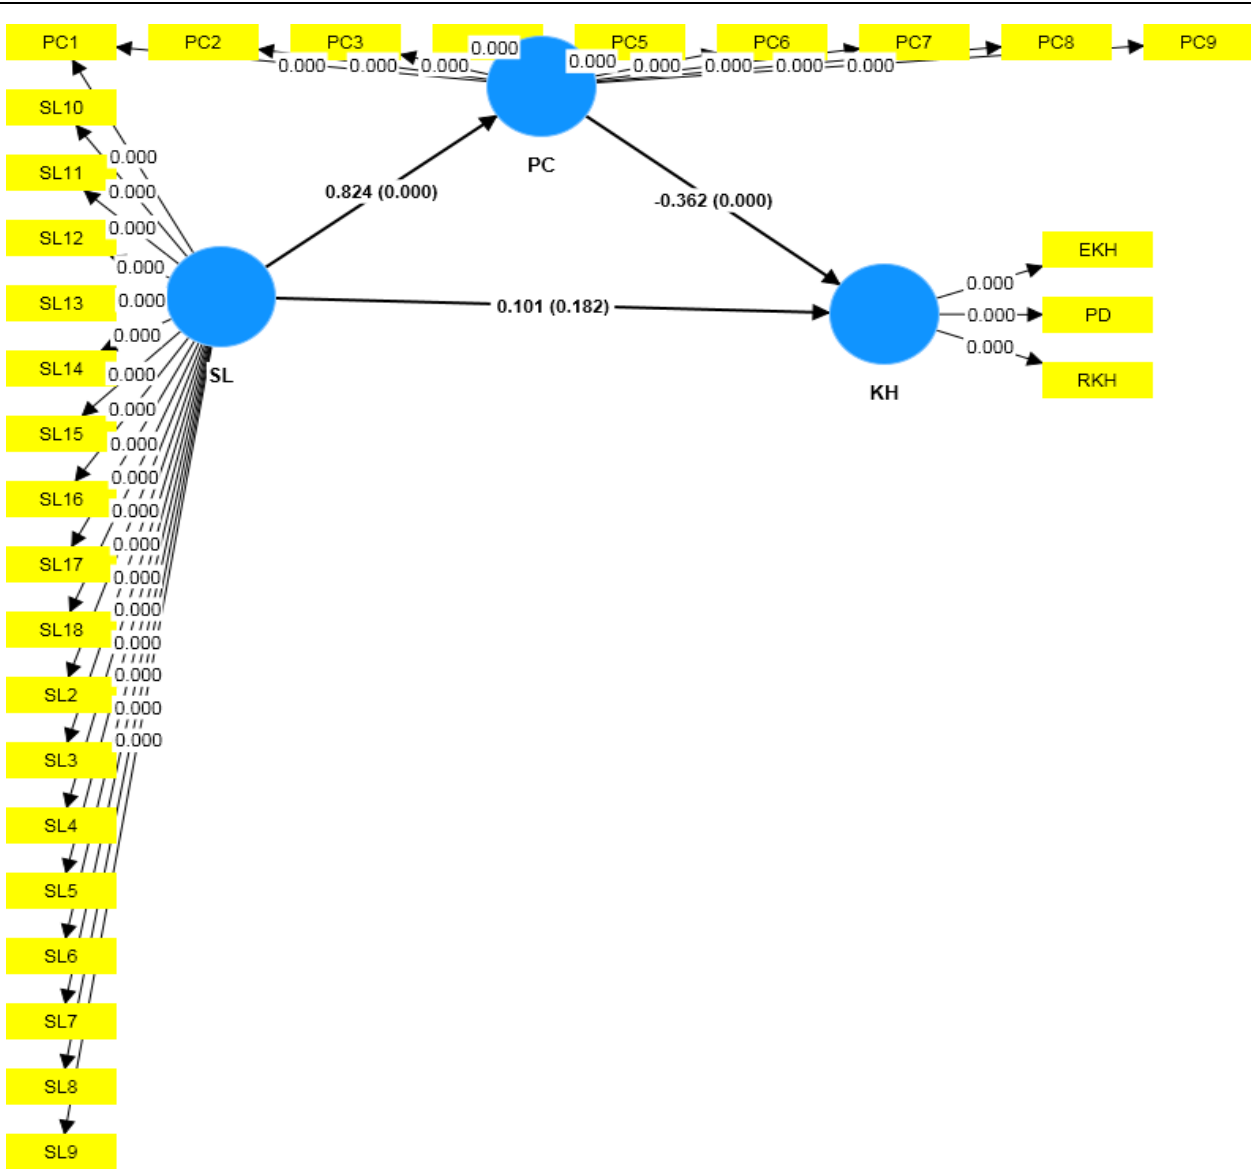 PC1 PC2 PC3 PC5 PC6 PC7 PC8 PC9
0.000 0.000
0.000 0.000 0.000 0.000 0.000 0.000 0.000
SL10
0.000
SL11
0.000
PC
0.824 (0.000) -0.362 (0.000)
SL12
0.000
0.000
SL13
0.000
0.000
SL14
0.000
SL
SL15
0.000
0.000
SL16
0.000
0.000
SL17
0.000
0.000
SL18
0.000
0.000
SL2
0.000
0.000
SL3
0.000
SL4
SL5
SL6
SL7
SL8
SL9
0.101 (0.182)
KH
EKH
0.000
PD
0.000
RKH
0.000